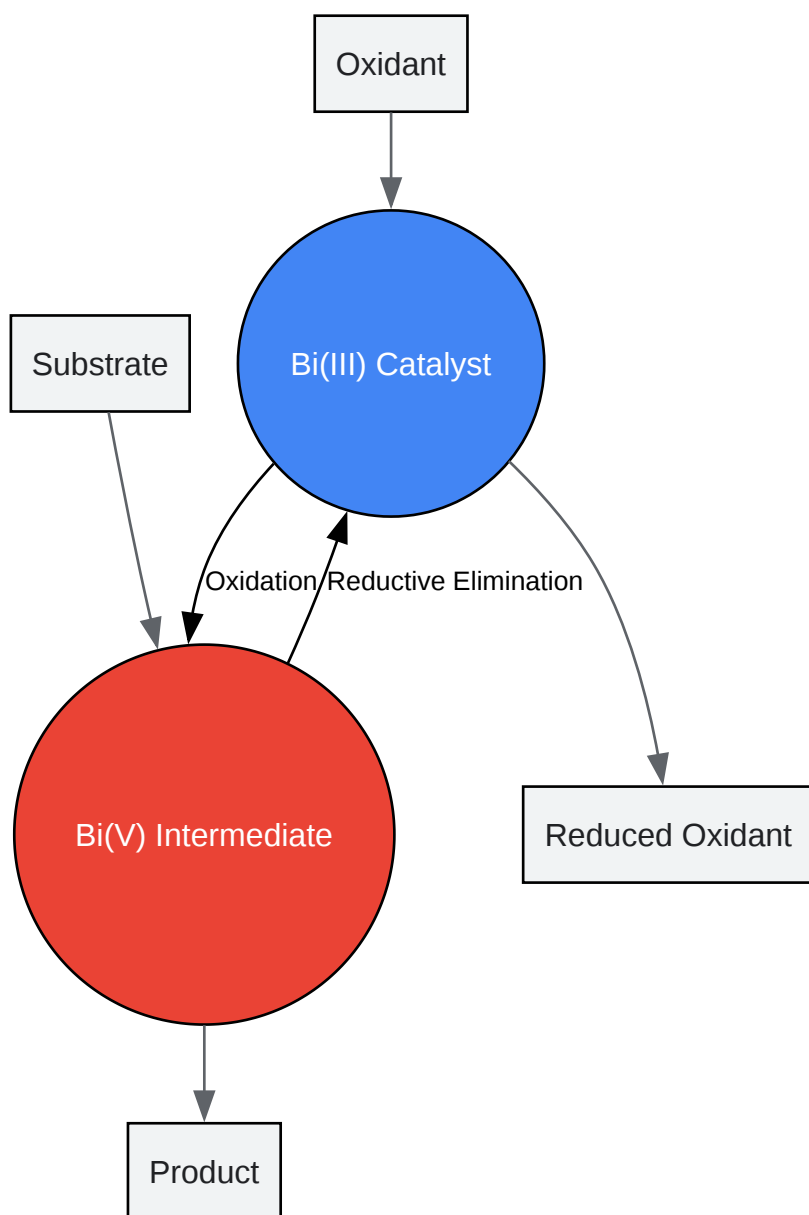 Oxidant
Bi(III) Catalyst
Substrate
Oxidation
Reductive Elimination
Bi(V) Intermediate
Reduced Oxidant
Product